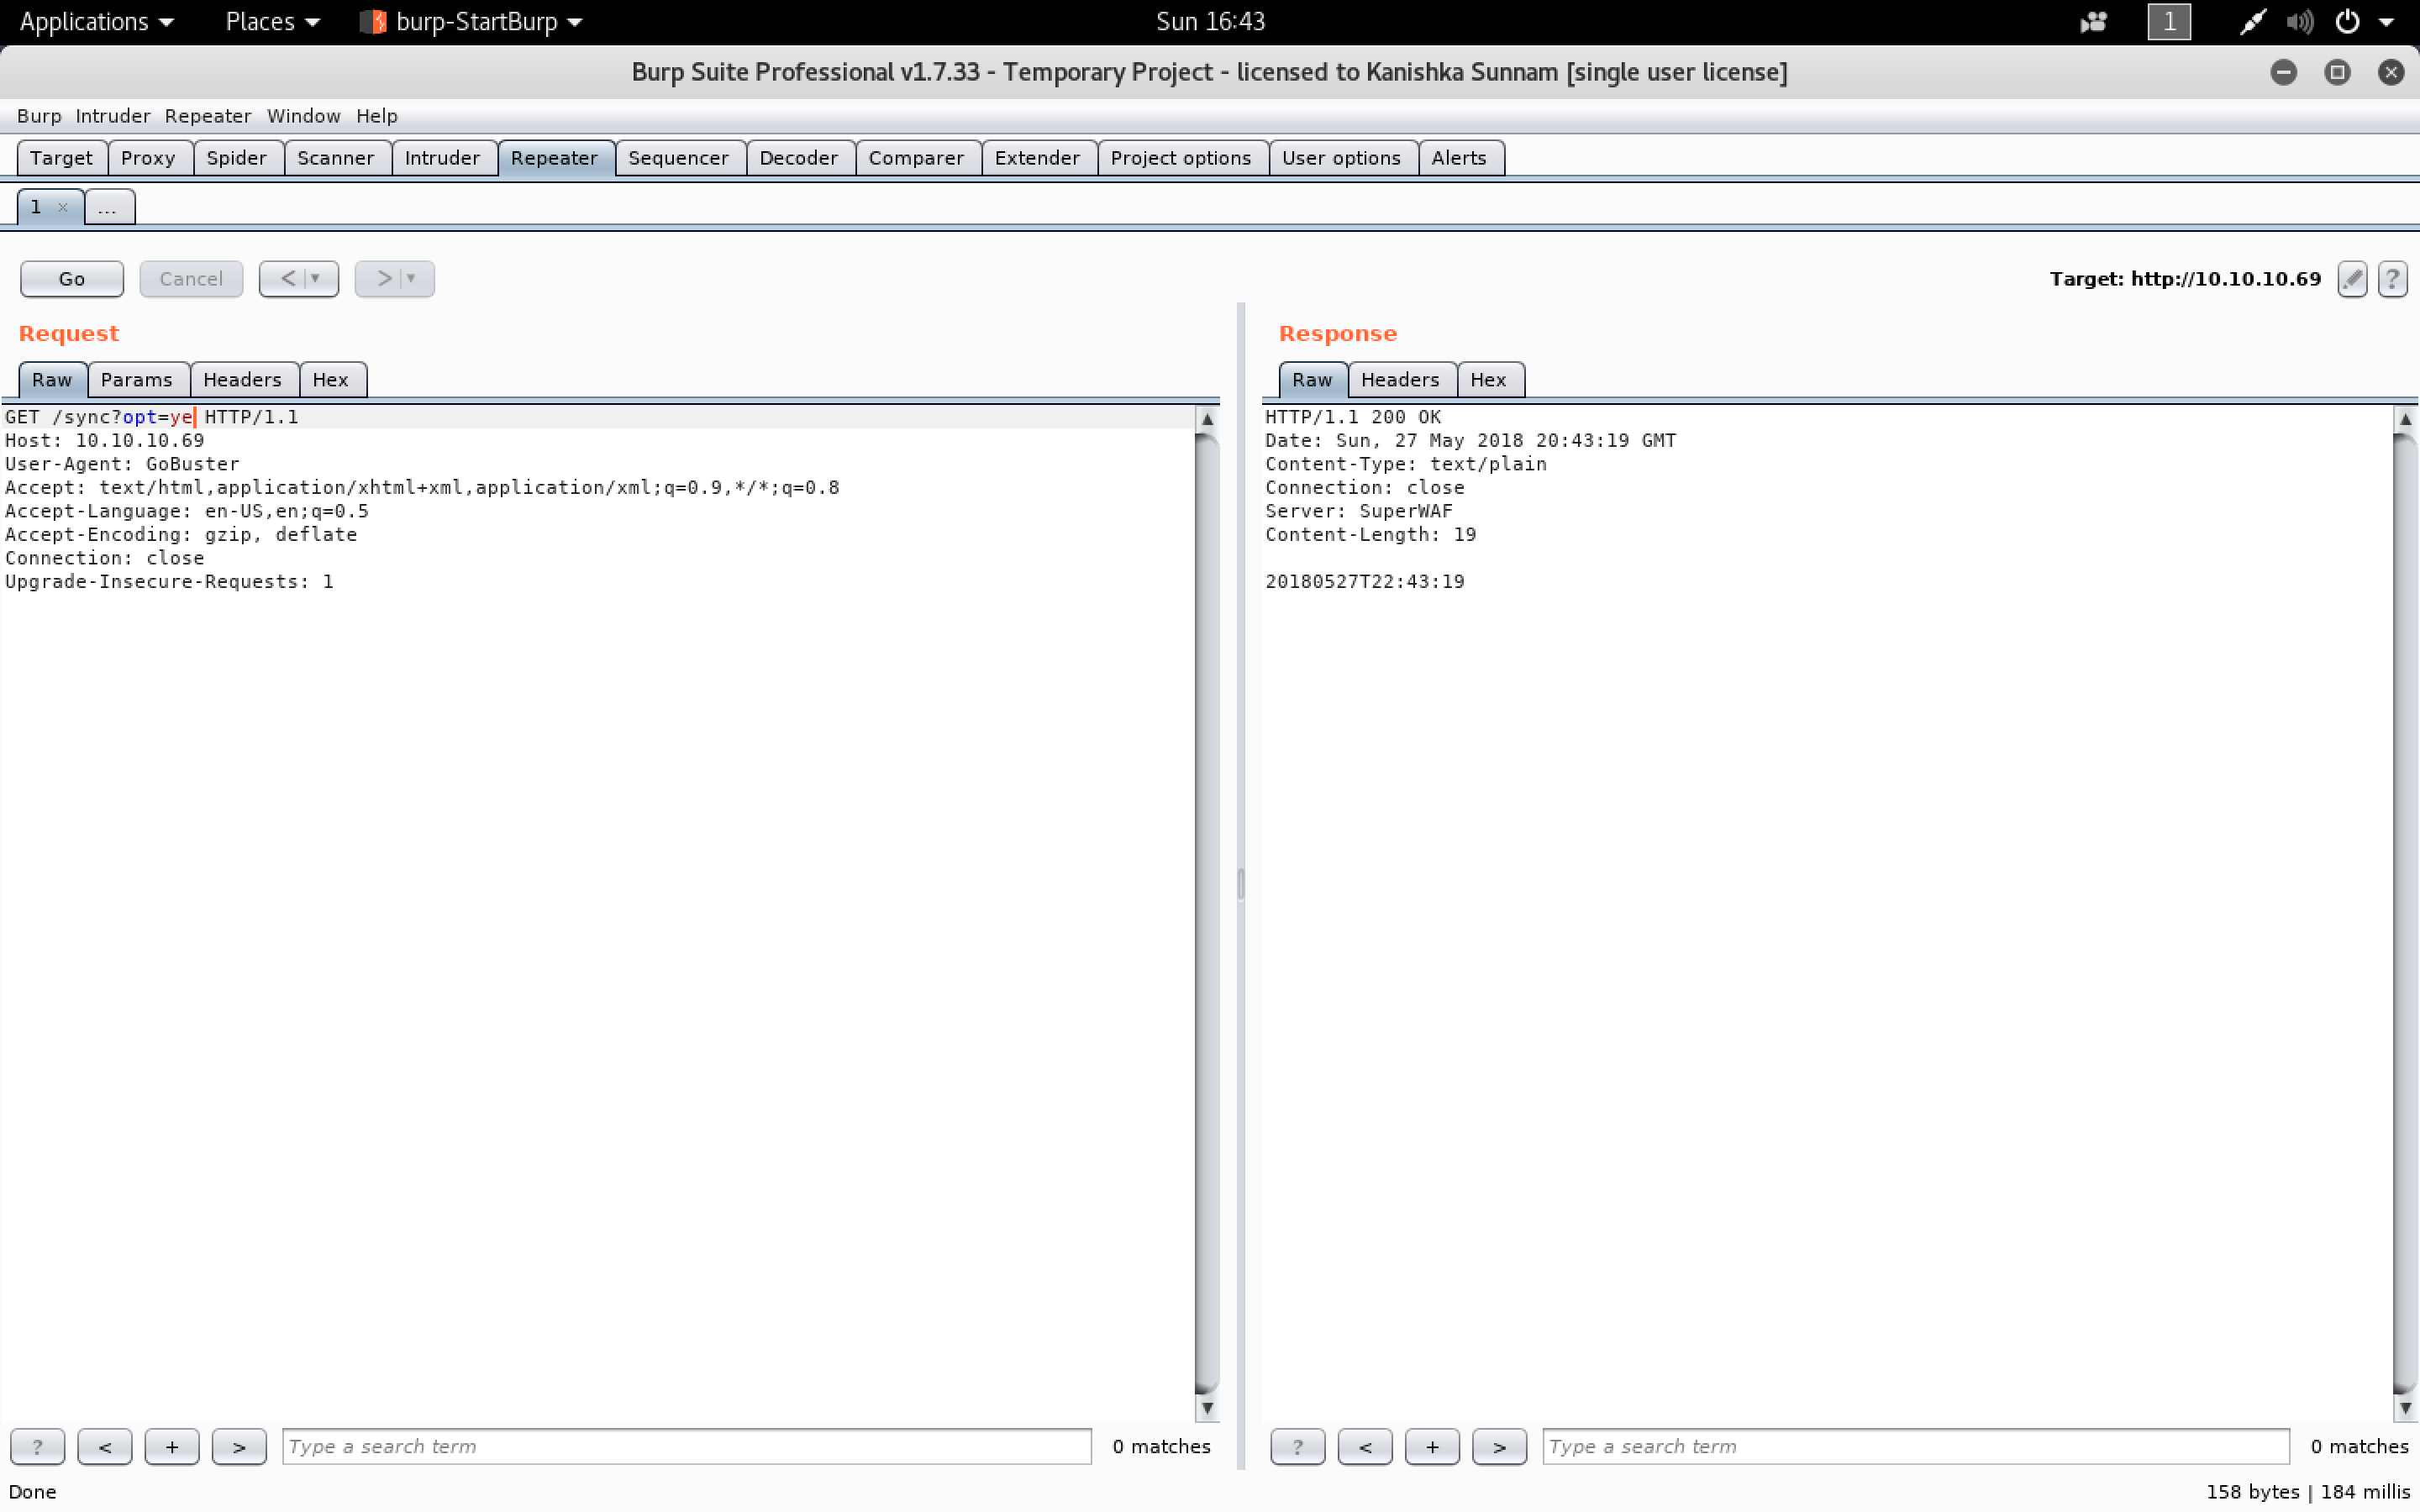 Applications Places burp-StartBurp Sun 16:43 1
Burp Suite Professional v1.7.33 - Temporary Project - licensed to Kanishka Sunnam [single user license]
Burp Intruder Repeater Window Help
Target Proxy Spider Scanner Intruder Repeater Sequencer Decoder Comparer Extender Project options User options Alerts
1 × ...
Go Cancel < > Target: http://10.10.10.69 ?
Request
Raw Params Headers Hex
GET /sync?opt=ye HTTP/1.1
Host: 10.10.10.69
User-Agent: GoBuster
Accept: text/html,application/xhtml+xml,application/xml;q=0.9,*/*;q=0.8
Accept-Language: en-US,en;q=0.5
Accept-Encoding: gzip, deflate
Connection: close
Upgrade-Insecure-Requests: 1
? < + > Type a search term 0 matches
Response
Raw Headers Hex
HTTP/1.1 200 OK
Date: Sun, 27 May 2018 20:43:19 GMT
Content-Type: text/plain
Connection: close
Server: SuperWAF
Content-Length: 19
20180527T22:43:19
? < + > Type a search term 0 matches
Done 158 bytes | 184 millis